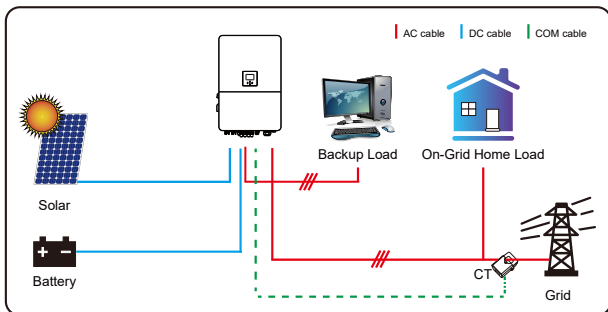 AC cable
DC cable
COM cable
Backup Load
On-Grid Home Load
Solar
CT
Battery
Grid